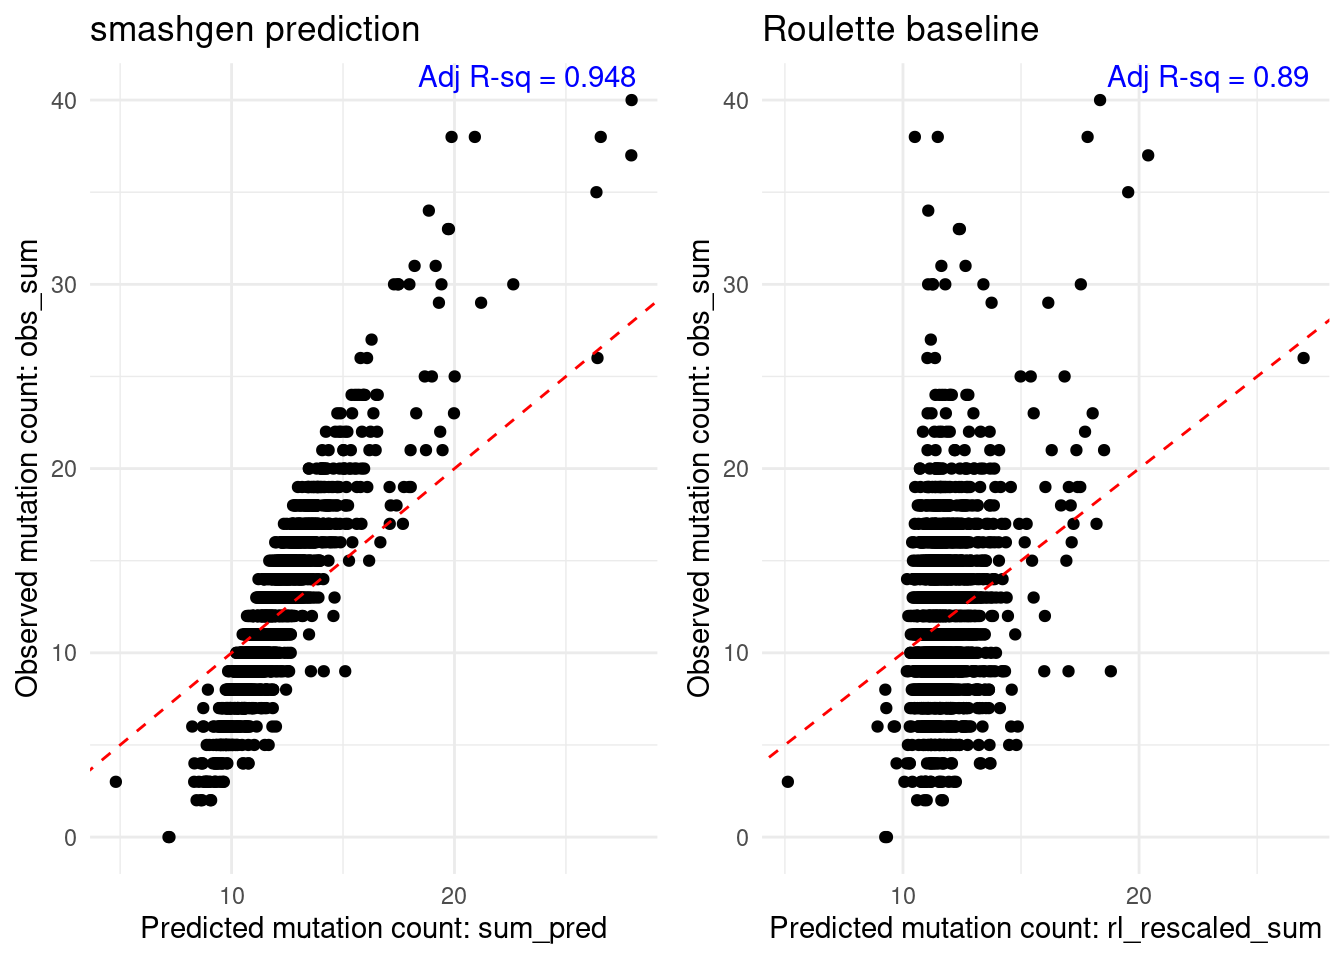 smashgen prediction
Adj R-sq = 0.948
Observed mutation count: obs_sum
40
30
20
10
0
10 20
Predicted mutation count: sum_pred
Roulette baseline
Adj R-sq = 0.89
Observed mutation count: obs_sum
40
30
20
10
0
10 20
Predicted mutation count: rl_rescaled_sum